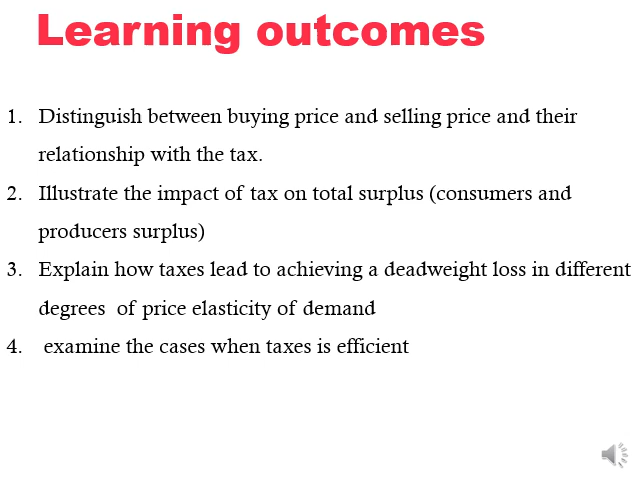 Learning outcomes
1. Distinguish between buying price and selling price and their
relationship with the tax.
2. Illustrate the impact of tax on total surplus (consumers and
producers surplus)
3. Explain how taxes lead to achieving a deadweight loss in different
degrees of price elasticity of demand
4. examine the cases when taxes is efficient